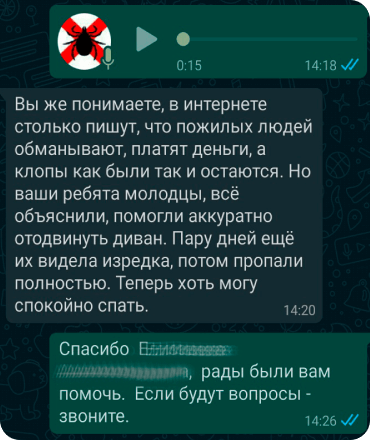 0:15 14:18
Вы же понимаете, в интернете
столько пишут, что пожилых людей
обманывают, платят деньги, а
клопы как были так и остаются. Но
ваши ребята молодцы, всё
объяснили, помогли аккуратно
отодвинуть диван. Пару дней ещё
их видела изредка, потом пропали
полностью. Теперь хоть могу
спокойно спать.
14:20
Спасибо
, рады были вам
помочь. Если будут вопросы -
звоните.
14:26